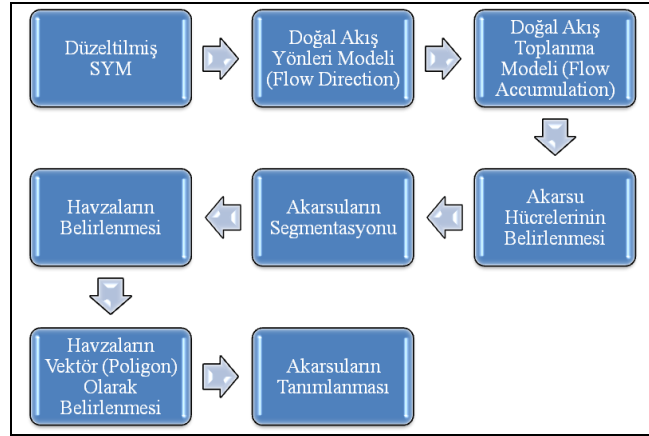 Düzeltilmiş
SYM
Doğal Akış
Yönleri Modeli
(Flow Direction)
Doğal Akış
Toplanma
Modeli (Flow
Accumulation)
Akarsu
Hücrelerinin
Belirlenmesi
Akarsuların
Segmentasyonu
Havzaların
Belirlenmesi
Havzaların
Vektör (Poligon)
Olarak
Belirlenmesi
Akarsuların
Tanımlanması